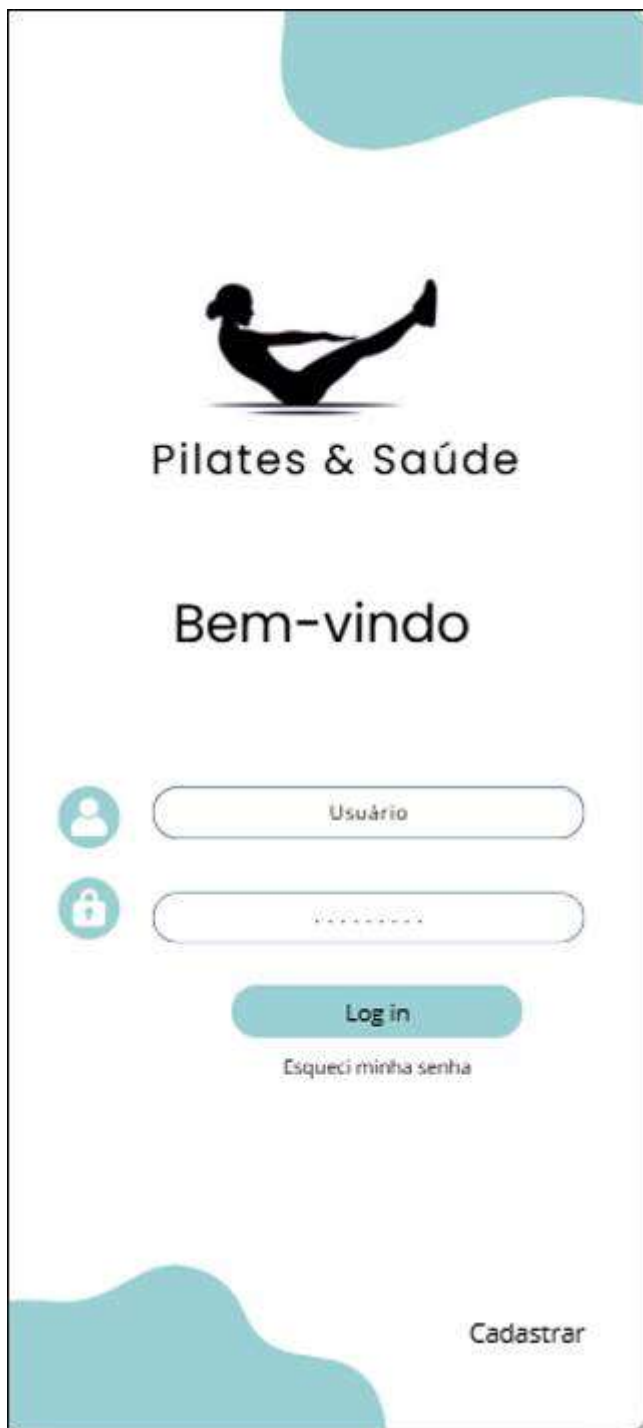 Pilates & Saúde
Bem-vindo
Usuário
.........
Log in
Esqueci minha senha
Cadastrar